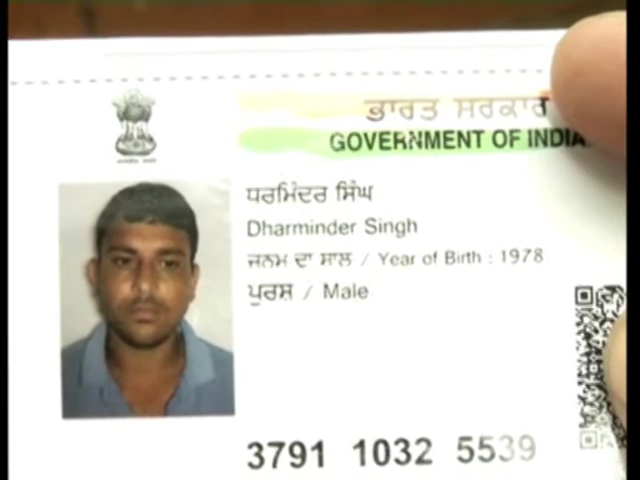 ਭਾਰਤ ਸਰਕਾਰ
GOVERNMENT OF INDIA
ਧਰਮਿੰਦਰ ਸਿੰਘ
Dharminder Singh
ਜਨਮ ਦਾ ਸਾਲ / Year of Birth : 1978
ਪੁਰਸ਼ / Male
3791 1032 5539